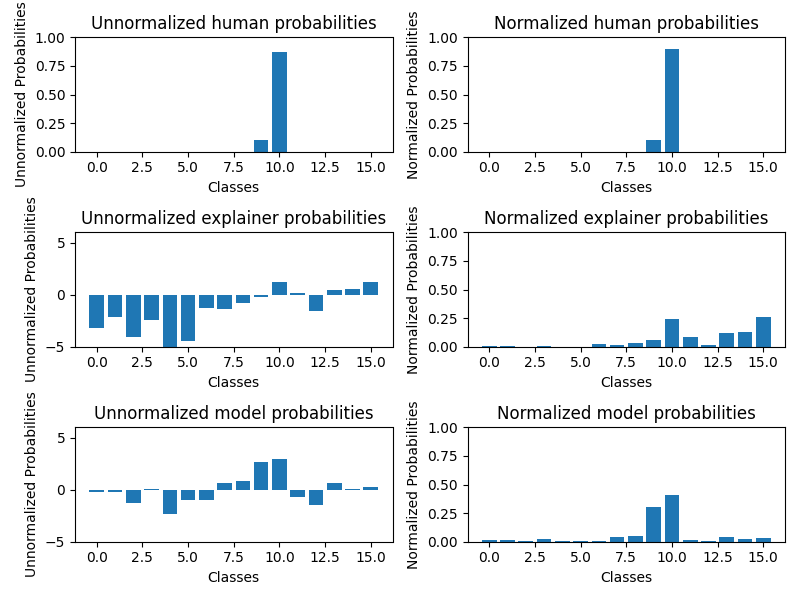 Unnormalized human probabilities
Unnormalized Probabilities
1.00
0.75
0.50
0.25
0.00
0.0 2.5 5.0 7.5 10.0 12.5 15.0
Classes
Normalized human probabilities
Normalized Probabilities
1.00
0.75
0.50
0.25
0.00
0.0 2.5 5.0 7.5 10.0 12.5 15.0
Classes
Unnormalized explainer probabilities
Unnormalized Probabilities
5
0
−5
0.0 2.5 5.0 7.5 10.0 12.5 15.0
Classes
Normalized explainer probabilities
Normalized Probabilities
1.00
0.75
0.50
0.25
0.00
0.0 2.5 5.0 7.5 10.0 12.5 15.0
Classes
Unnormalized model probabilities
Unnormalized Probabilities
5
0
−5
0.0 2.5 5.0 7.5 10.0 12.5 15.0
Classes
Normalized model probabilities
Normalized Probabilities
1.00
0.75
0.50
0.25
0.00
0.0 2.5 5.0 7.5 10.0 12.5 15.0
Classes